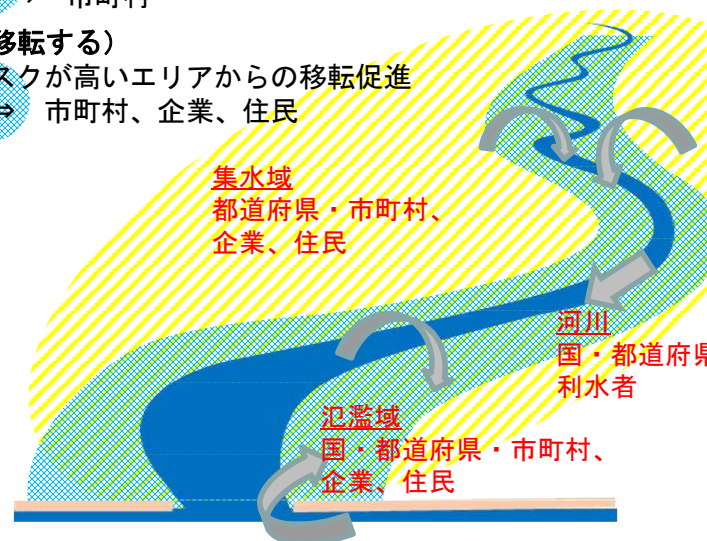 市町村
移転する）
スクが高いエリアからの移転促進
⇒ 市町村、企業、住民
集水域
都道府県・市町村、
企業、住民
河川
国・都道府県
利水者
氾濫域
国・都道府県・市町村、
企業、住民